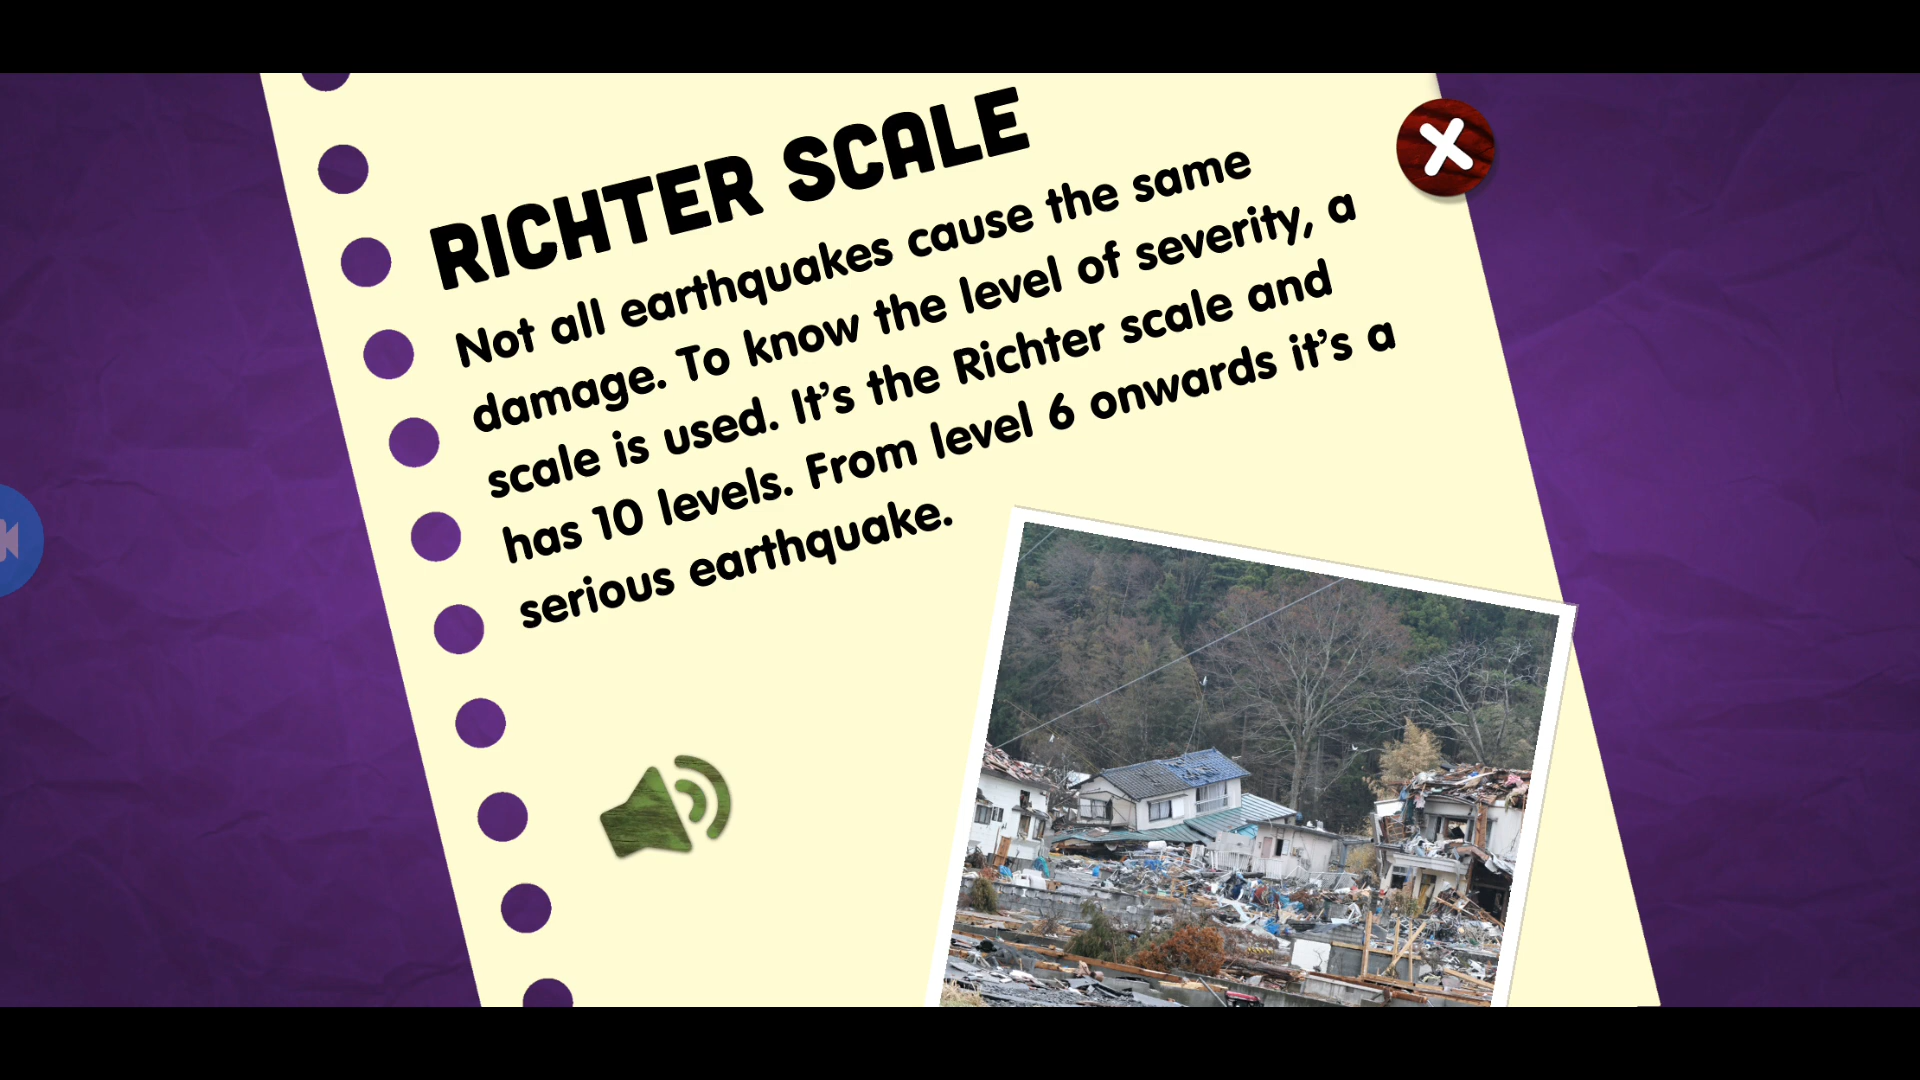 RICHTER SCALE
Not all earthquakes cause the same
damage. To know the level of severity, a
scale is used. It’s the Richter scale and
has 10 levels. From level 6 onwards it’s a
serious earthquake.